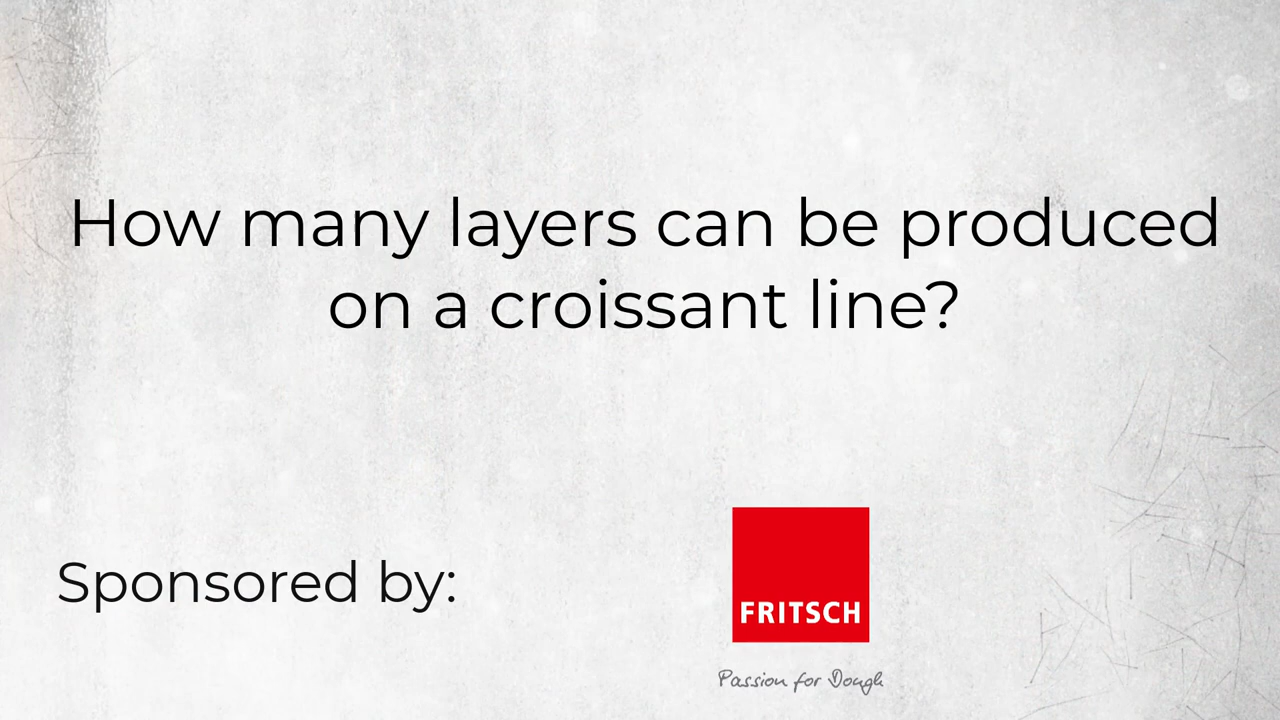 How many layers can be produced
on a croissant line?
Sponsored by:
FRITSCH
Passion for Dough